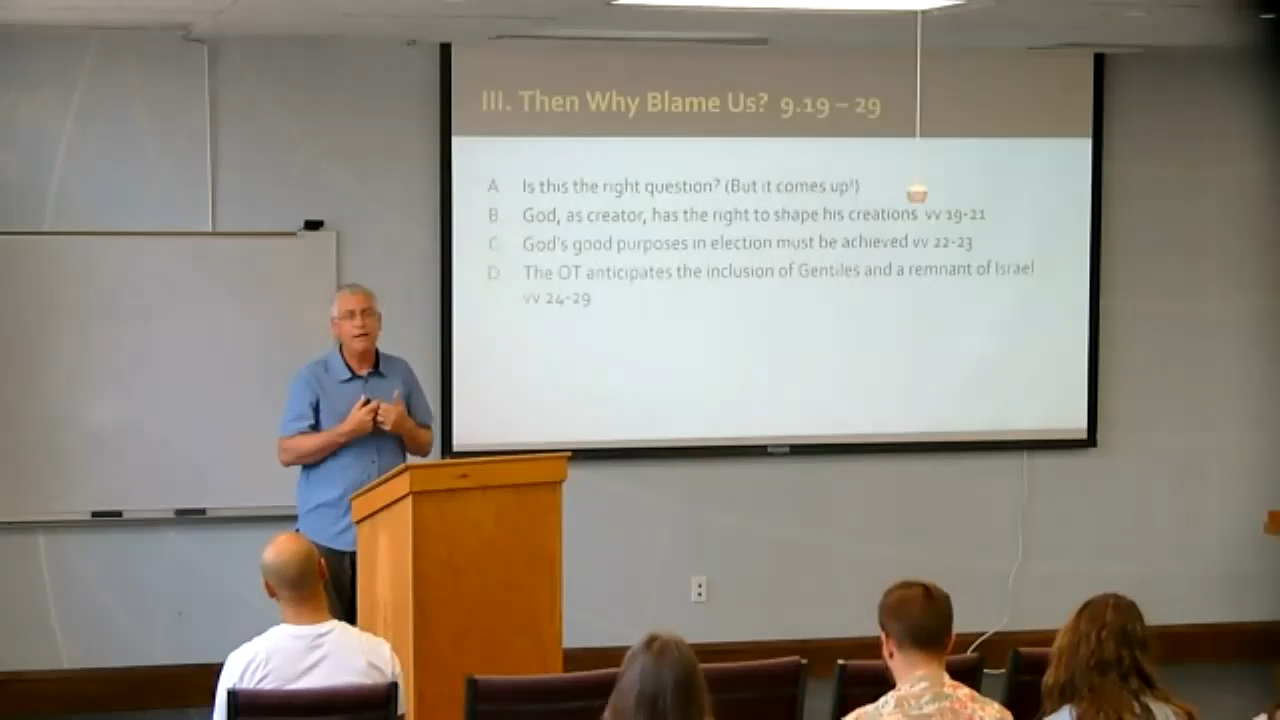 III. Then Why Blame Us? 9.19 – 29
A Is this the right question? (But it comes up!)
B God, as creator, has the right to shape his creations vv 19-21
C God's good purposes in election must be achieved vv 22-23
D The OT anticipates the inclusion of Gentiles and a remnant of Israel
vv 24-29